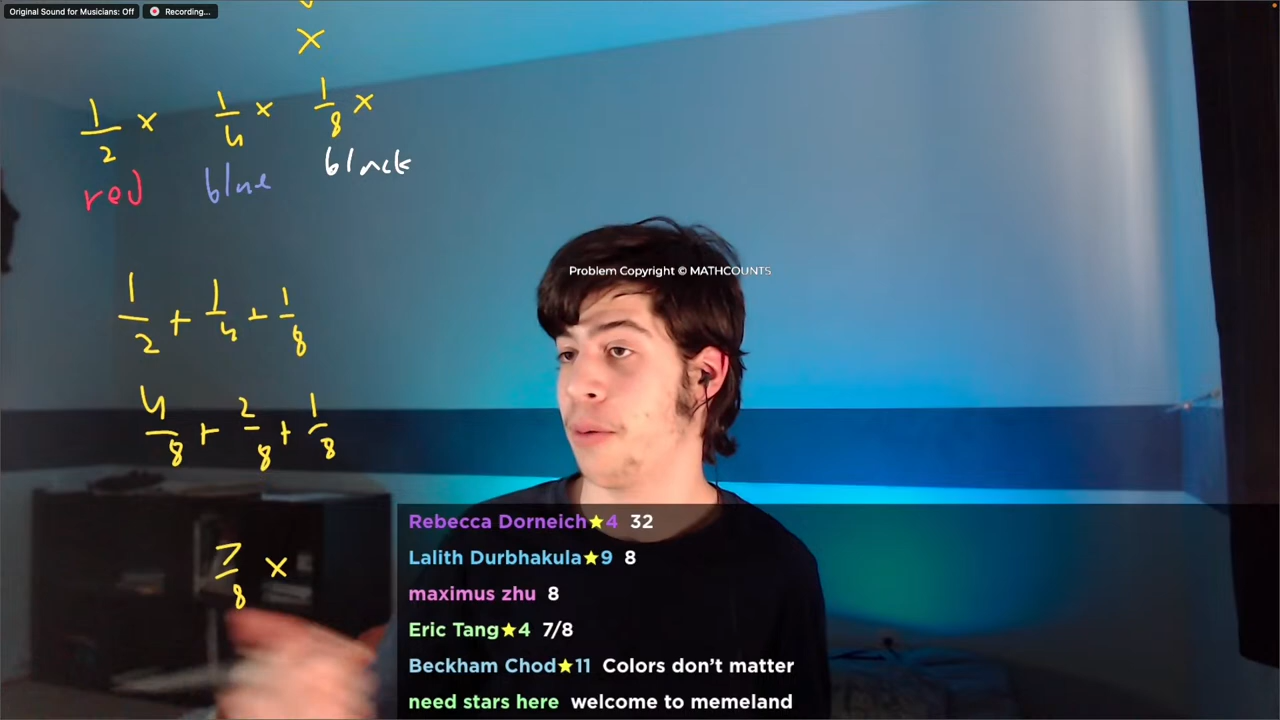 Original Sound for Musicians: Off Recording...
x
1/2 x 1/4 x 1/8 x
red blue black
Problem Copyright © MATHCOUNTS
1/2 + 1/4 + 1/8
4/8 + 2/8 + 1/8
Rebecca Dorneich★4 32
Lalith Durbhakula★9 8
7/8 x
maximus zhu 8
Eric Tang★4 7/8
Beckham Chod★11 Colors don't matter
need stars here welcome to memeland